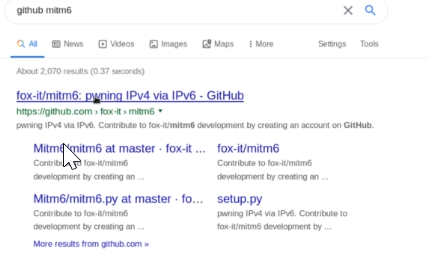 github mitm6
All News Videos Images Maps More Settings Tools
About 2,070 results (0.37 seconds)
fox-it/mitm6: pwning IPv4 via IPv6 - GitHub
https://github.com › fox-it › mitm6
pwning IPv4 via IPv6. Contribute to fox-it/mitm6 development by creating an account on GitHub.
Mitm6/mitm6 at master · fox-it ... fox-it/mitm6
Contribute to fox-it/mitm6 Contribute to fox-it/mitm6
development by creating an ... development by creating an ...
Mitm6/mitm6.py at master · fo... setup.py
Contribute to fox-it/mitm6 pwning IPv4 via IPv6. Contribute to
development by creating an ... fox-it/mitm6 development by ...
More results from github.com »